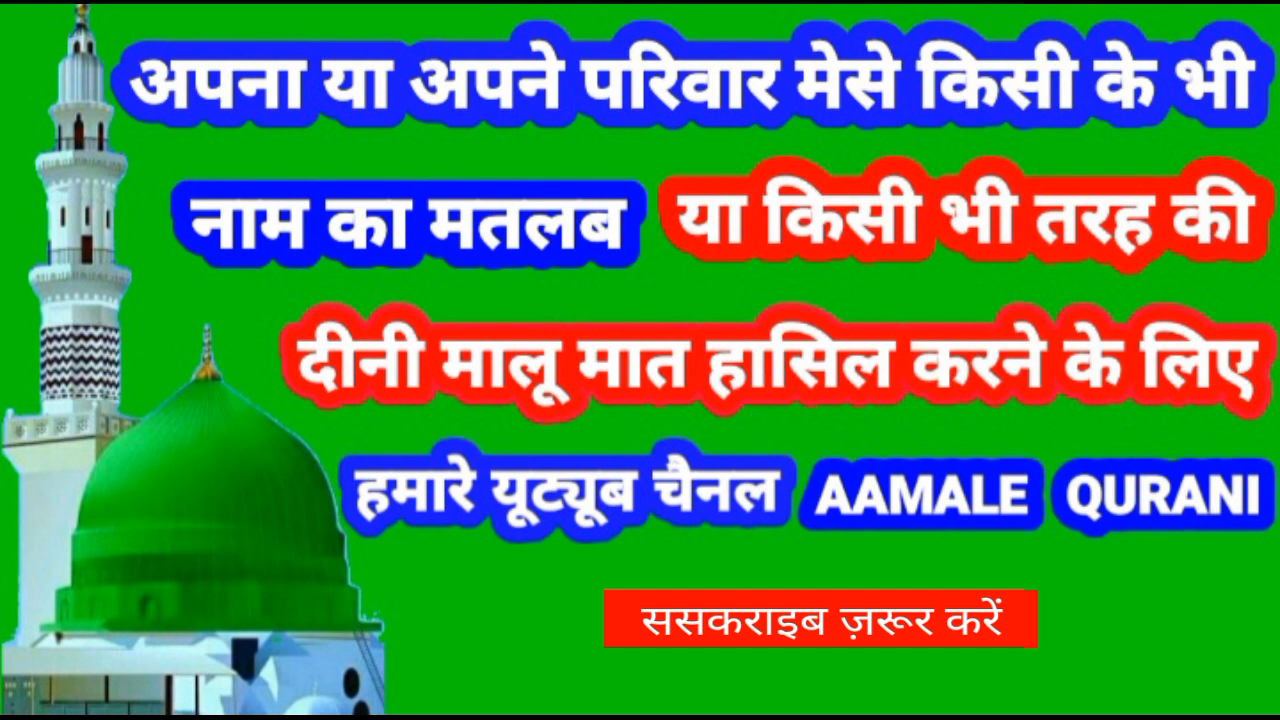 अपना या अपने परिवार मेसे किसी के भी
नाम का मतलब या किसी भी तरह की
दीनी मालू मात हासिल करने के लिए
हमारे यूट्यूब चैनल AAMALE QURANI
ससकराइब ज़रूर करें